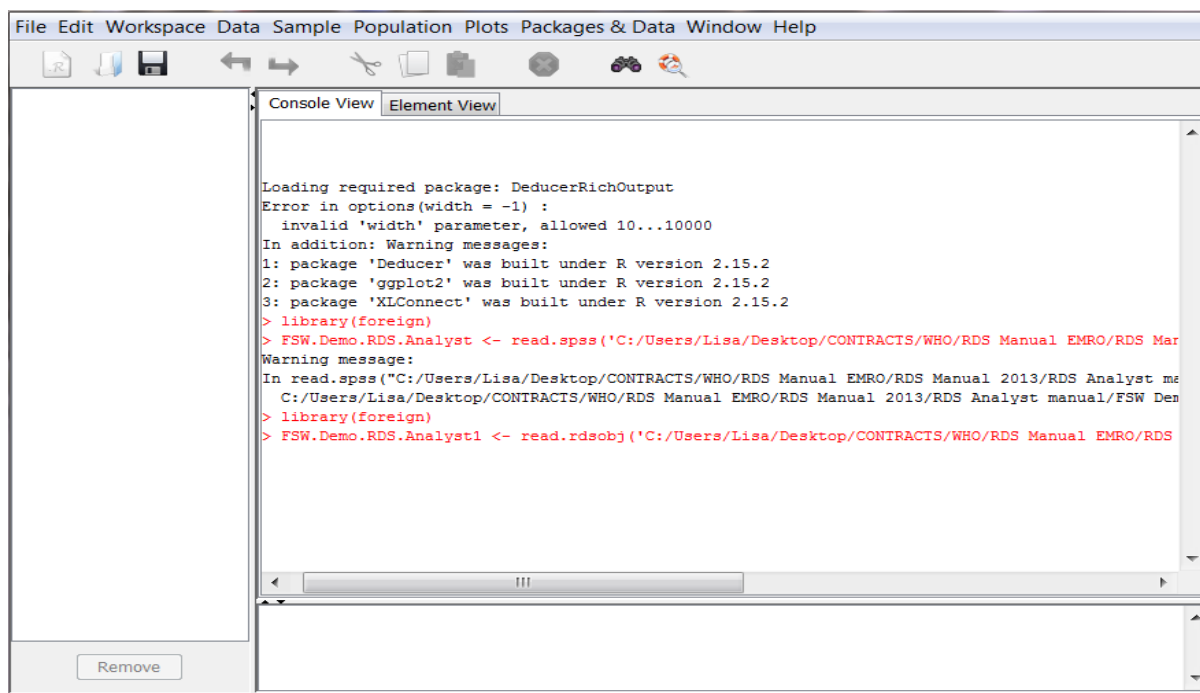 File Edit Workspace Data Sample Population Plots Packages & Data Window Help
R
Console View Element View
Loading required package: DeducerRichOutput
Error in options(width = -1) :
invalid 'width' parameter, allowed 10...10000
In addition: Warning messages:
1: package 'Deducer' was built under R version 2.15.2
2: package 'ggplot2' was built under R version 2.15.2
3: package 'XLConnect' was built under R version 2.15.2
> library(foreign)
> FSW.Demo.RDS.Analyst <- read.spss('C:/Users/Lisa/Desktop/CONTRACTS/WHO/RDS Manual EMRO/RDS Mar
Warning message:
In read.spss("C:/Users/Lisa/Desktop/CONTRACTS/WHO/RDS Manual EMRO/RDS Manual 2013/RDS Analyst ma
C:/Users/Lisa/Desktop/CONTRACTS/WHO/RDS Manual EMRO/RDS Manual 2013/RDS Analyst manual/FSW Dem
> library(foreign)
> FSW.Demo.RDS.Analyst1 <- read.rdsobj('C:/Users/Lisa/Desktop/CONTRACTS/WHO/RDS Manual EMRO/RDS
Remove